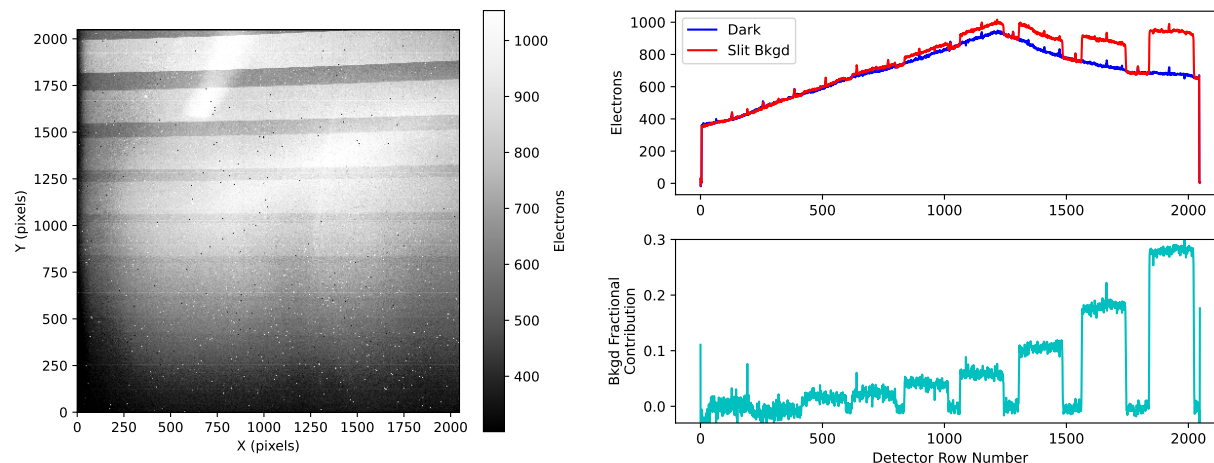 2000
1750
1500
1250
1000
750
500
250
0
Y (pixels)
0 250 500 750 1000 1250 1500 1750 2000
X (pixels)
1000
900
800
700
600
500
400
Electrons
Dark
Slit Bkgd
1000
800
600
400
200
0
Electrons
0 500 1000 1500 2000
0.3
0.2
0.1
0.0
Bkgd Fractional
Contribution
0 500 1000 1500 2000
Detector Row Number